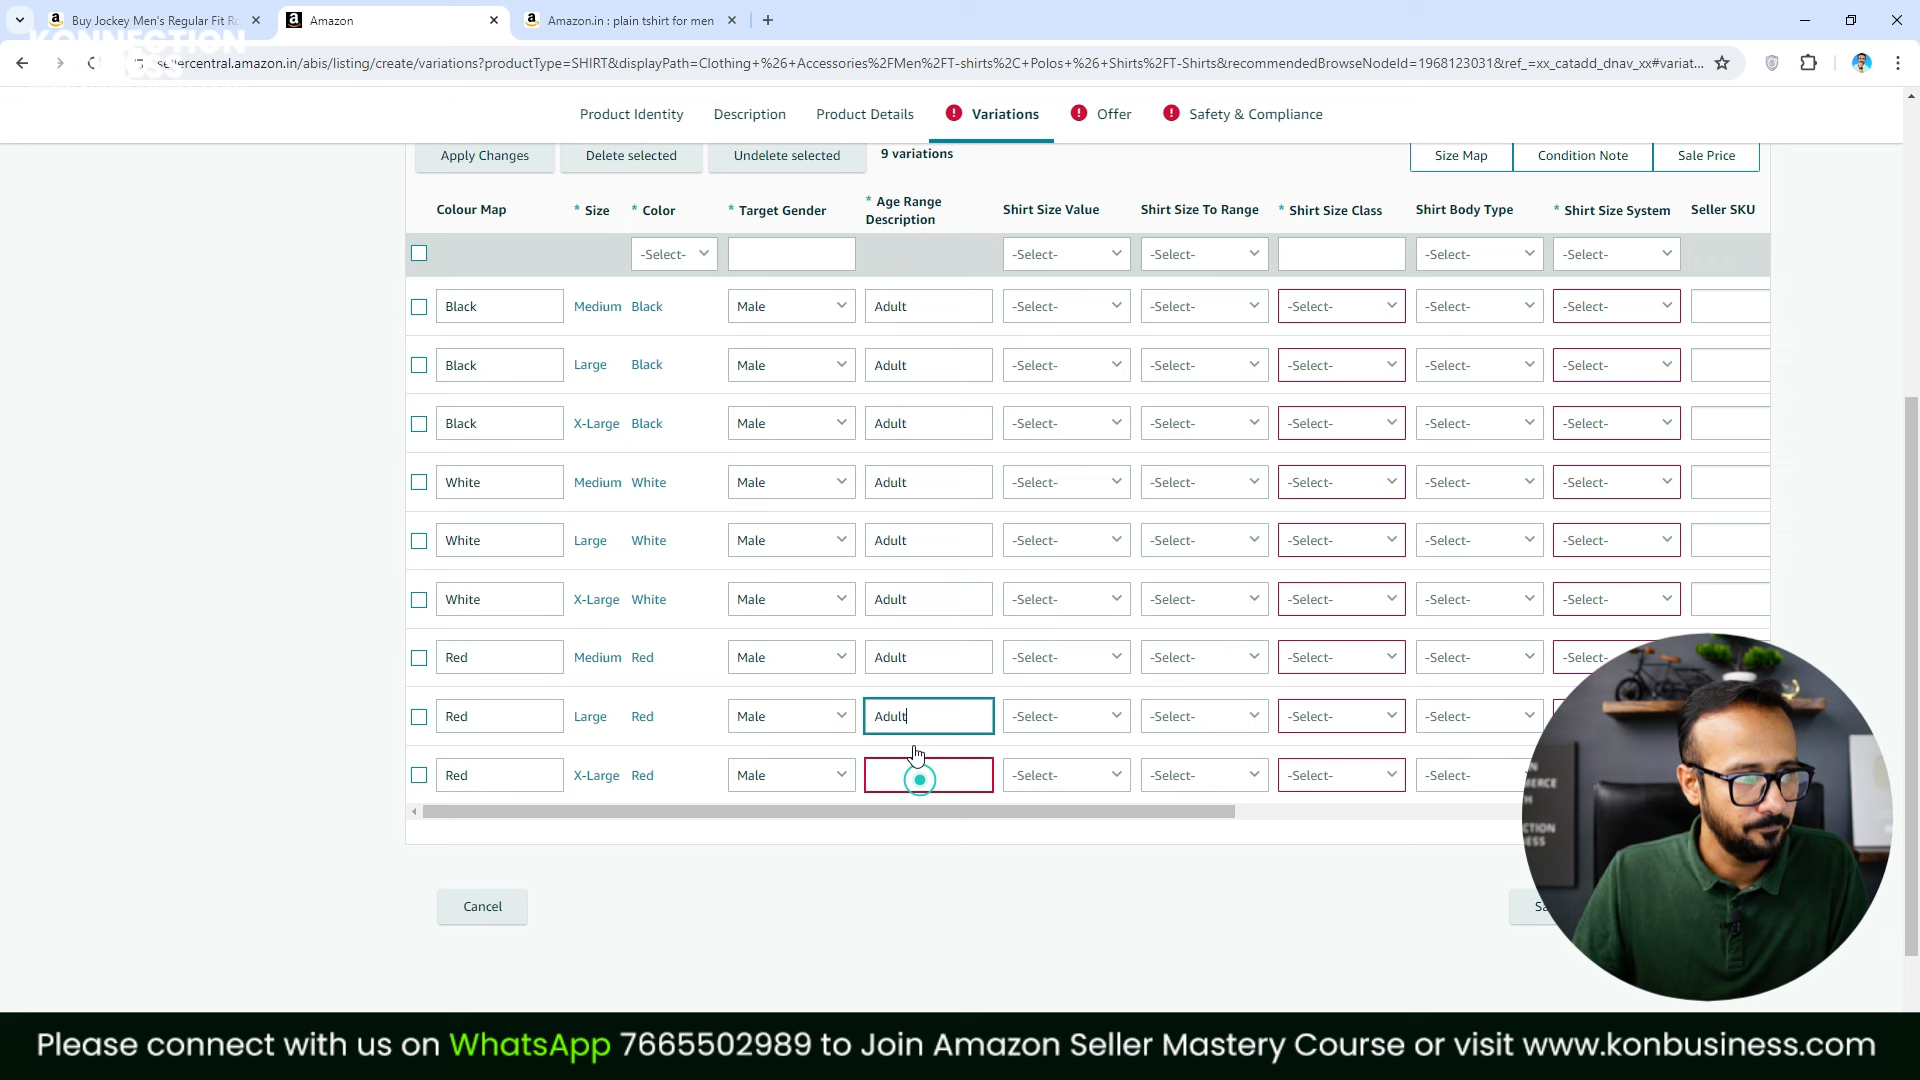 Buy Jockey Men's Regular Fit Ro
Amazon
Amazon.in : plain tshirt for men
KONNECTION
BUSINESS
sellercentral.amazon.in/abis/listing/create/variations?productType=SHIRT&displayPath=Clothing+%26+Accessories%2FMen%2FT-shirts%2C+Polos+%26+Shirts%2FT-Shirts&recommendedBrowseNodeId=1968123031&ref_=xx_catadd_dnav_xx#variat...
Product Identity Description Product Details Variations Offer Safety & Compliance
Apply Changes Delete selected Undelete selected 9 variations Size Map Condition Note Sale Price
Colour Map * Size * Color * Target Gender * Age Range Description Shirt Size Value Shirt Size To Range * Shirt Size Class Shirt Body Type * Shirt Size System Seller SKU
-Select- -Select- -Select- -Select- -Select-
Black Medium Black Male Adult -Select- -Select- -Select- -Select- -Select-
Black Large Black Male Adult -Select- -Select- -Select- -Select- -Select-
Black X-Large Black Male Adult -Select- -Select- -Select- -Select- -Select-
White Medium White Male Adult -Select- -Select- -Select- -Select- -Select-
White Large White Male Adult -Select- -Select- -Select- -Select- -Select-
White X-Large White Male Adult -Select- -Select- -Select- -Select- -Select-
Red Medium Red Male Adult -Select- -Select- -Select- -Select- -Select-
Red Large Red Male Adult -Select- -Select- -Select- -Select-
Red X-Large Red Male -Select- -Select- -Select- -Select-
Cancel
Please connect with us on WhatsApp 7665502989 to Join Amazon Seller Mastery Course or visit www.konbusiness.com